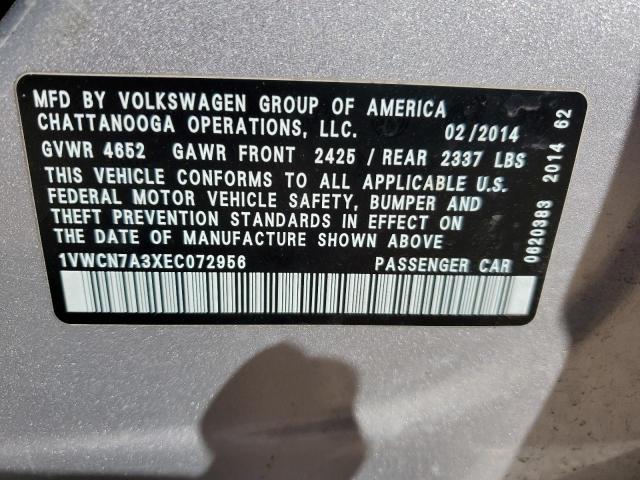 MFD BY VOLKSWAGEN GROUP OF AMERICA
CHATTANOOGA OPERATIONS, LLC. 02/2014
GVWR 4652 GAWR FRONT 2425 / REAR 2337 LBS
THIS VEHICLE CONFORMS TO ALL APPLICABLE U.S.
FEDERAL MOTOR VEHICLE SAFETY, BUMPER AND
THEFT PREVENTION STANDARDS IN EFFECT ON
THE DATE OF MANUFACTURE SHOWN ABOVE
1VWCN7A3XEC072956 PASSENGER CAR
0620383 2014 62